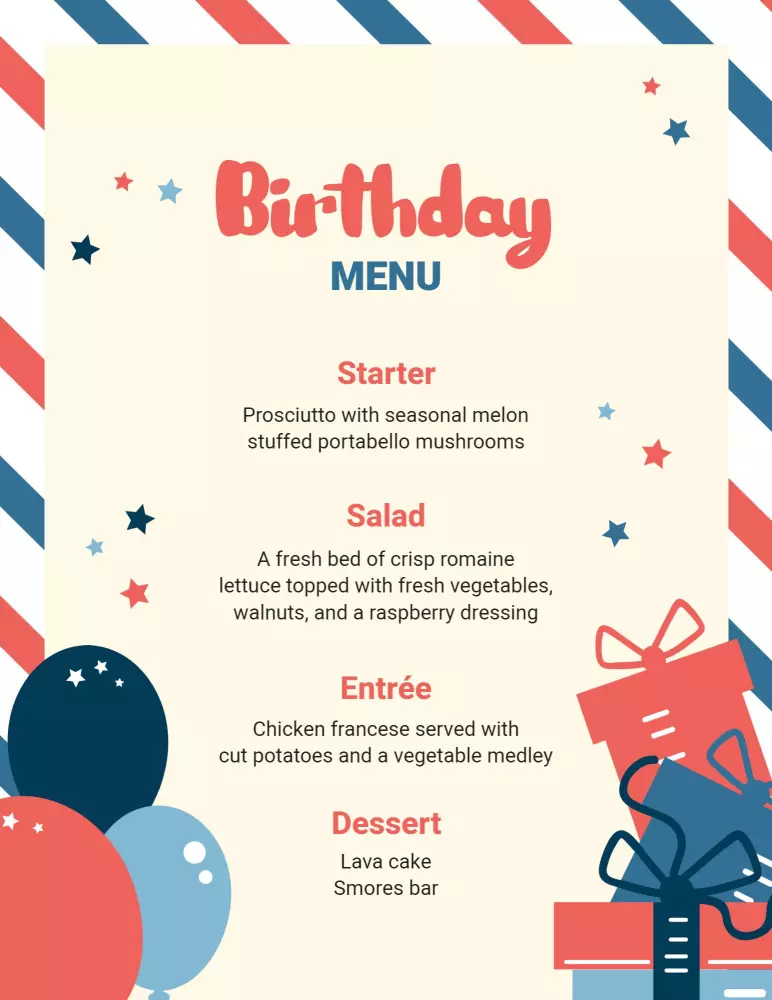 Birthday
MENU
Starter
Prosciutto with seasonal melon
stuffed portabello mushrooms
Salad
A fresh bed of crisp romaine
lettuce topped with fresh vegetables,
walnuts, and a raspberry dressing
Entrée
Chicken francese served with
cut potatoes and a vegetable medley
Dessert
Lava cake
Smores bar